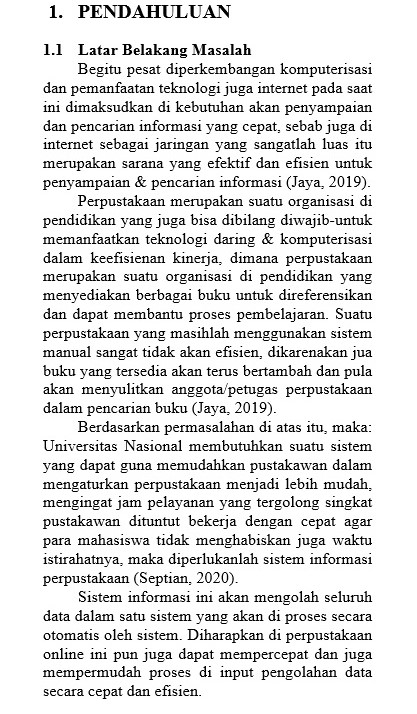 1. PENDAHULUAN
1.1 Latar Belakang Masalah
Begitu pesat diperkembangan komputerisasi
dan pemanfaatan teknologi juga internet pada saat
ini dimaksudkan di kebutuhan akan penyampaian
dan pencarian informasi yang cepat, sebab juga di
internet sebagai jaringan yang sangatlah luas itu
merupakan sarana yang efektif dan efisien untuk
penyampaian & pencarian informasi (Jaya, 2019).
Perpustakaan merupakan suatu organisasi di
pendidikan yang juga bisa dibilang diwajib-untuk
memanfaatkan teknologi daring & komputerisasi
dalam keefisienan kinerja, dimana perpustakaan
merupakan suatu organisasi di pendidikan yang
menyediakan berbagai buku untuk direferensikan
dan dapat membantu proses pembelajaran. Suatu
perpustakaan yang masihlah menggunakan sistem
manual sangat tidak akan efisien, dikarenakan jua
buku yang tersedia akan terus bertambah dan pula
akan menyulitkan anggota/petugas perpustakaan
dalam pencarian buku (Jaya, 2019).
Berdasarkan permasalahan di atas itu, maka:
Universitas Nasional membutuhkan suatu sistem
yang dapat guna memudahkan pustakawan dalam
mengaturkan perpustakaan menjadi lebih mudah,
mengingat jam pelayanan yang tergolong singkat
pustakawan dituntut bekerja dengan cepat agar
para mahasiswa tidak menghabiskan juga waktu
istirahatnya, maka diperlukanlah sistem informasi
perpustakaan (Septian, 2020).
Sistem informasi ini akan mengolah seluruh
data dalam satu sistem yang akan di proses secara
otomatis oleh sistem. Diharapkan di perpustakaan
online ini pun juga dapat mempercepat dan juga
mempermudah proses di input pengolahan data
secara cepat dan efisien.